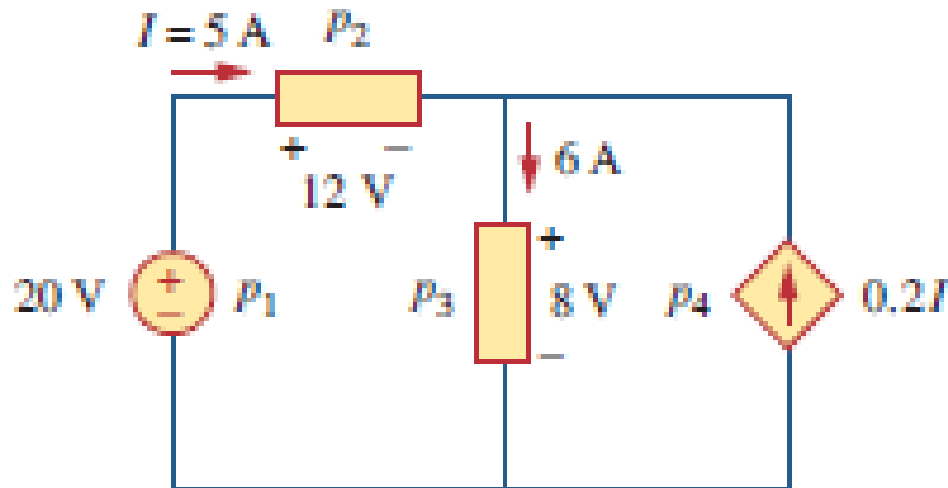 I = 5 A
p2
+ −
12 V
6 A
20 V
+
−
p1
p3
+
8 V
−
p4
0.2I